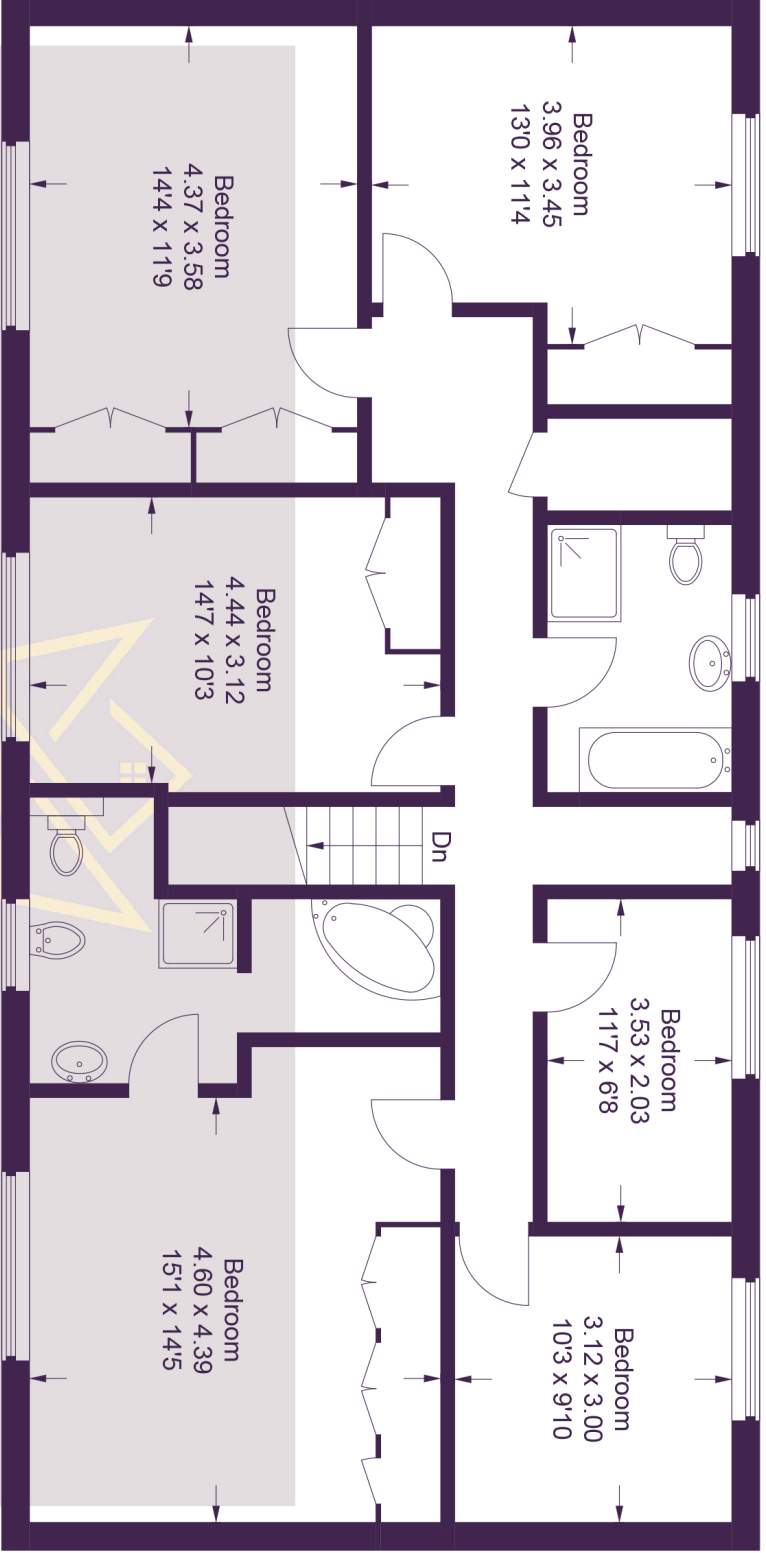 Bedroom
3.96 x 3.45
13'0 x 11'4
Bedroom
4.37 x 3.58
14'4 x 11'9
Bedroom
4.44 x 3.12
14'7 x 10'3
Dn
Bedroom
3.53 x 2.03
11'7 x 6'8
Bedroom
3.12 x 3.00
10'3 x 9'10
Bedroom
4.60 x 4.39
15'1 x 14'5